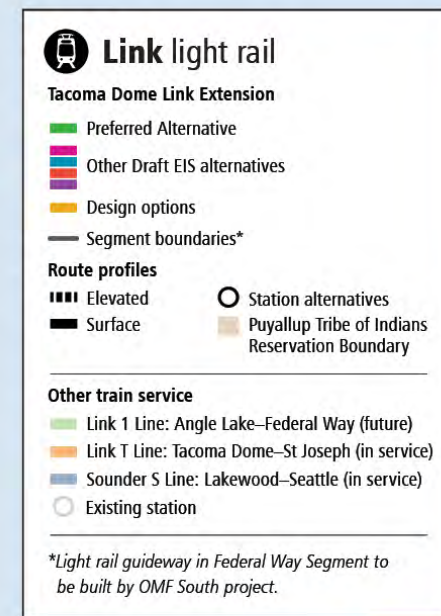 Link light rail
Tacoma Dome Link Extension
Preferred Alternative
Other Draft EIS alternatives
Design options
Segment boundaries*
Route profiles
Elevated
Surface
Station alternatives
Puyallup Tribe of Indians
Reservation Boundary
Other train service
Link 1 Line: Angle Lake–Federal Way (future)
Link T Line: Tacoma Dome–St Joseph (in service)
Sounder S Line: Lakewood–Seattle (in service)
Existing station
*Light rail guideway in Federal Way Segment to
be built by OMF South project.